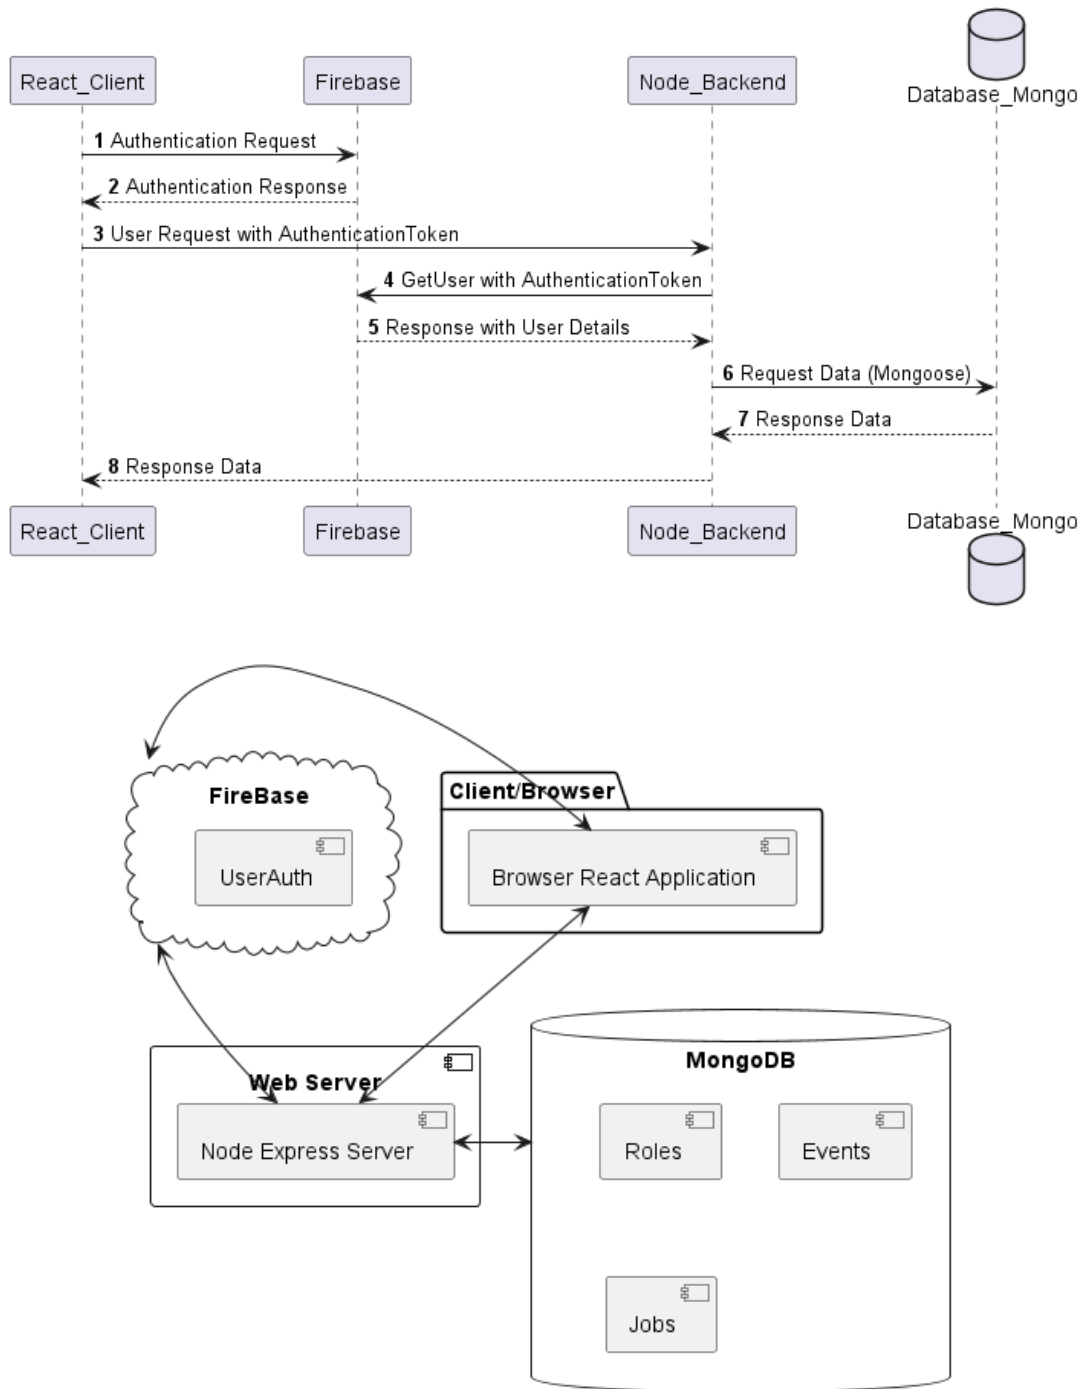 React_Client
Firebase
Node_Backend
Database_Mongo
1 Authentication Request
2 Authentication Response
3 User Request with AuthenticationToken
4 GetUser with AuthenticationToken
5 Response with User Details
6 Request Data (Mongoose)
7 Response Data
8 Response Data
React_Client
Firebase
Node_Backend
Database_Mongo
FireBase
UserAuth
Client/Browser
Browser React Application
Web Server
Node Express Server
MongoDB
Roles
Events
Jobs